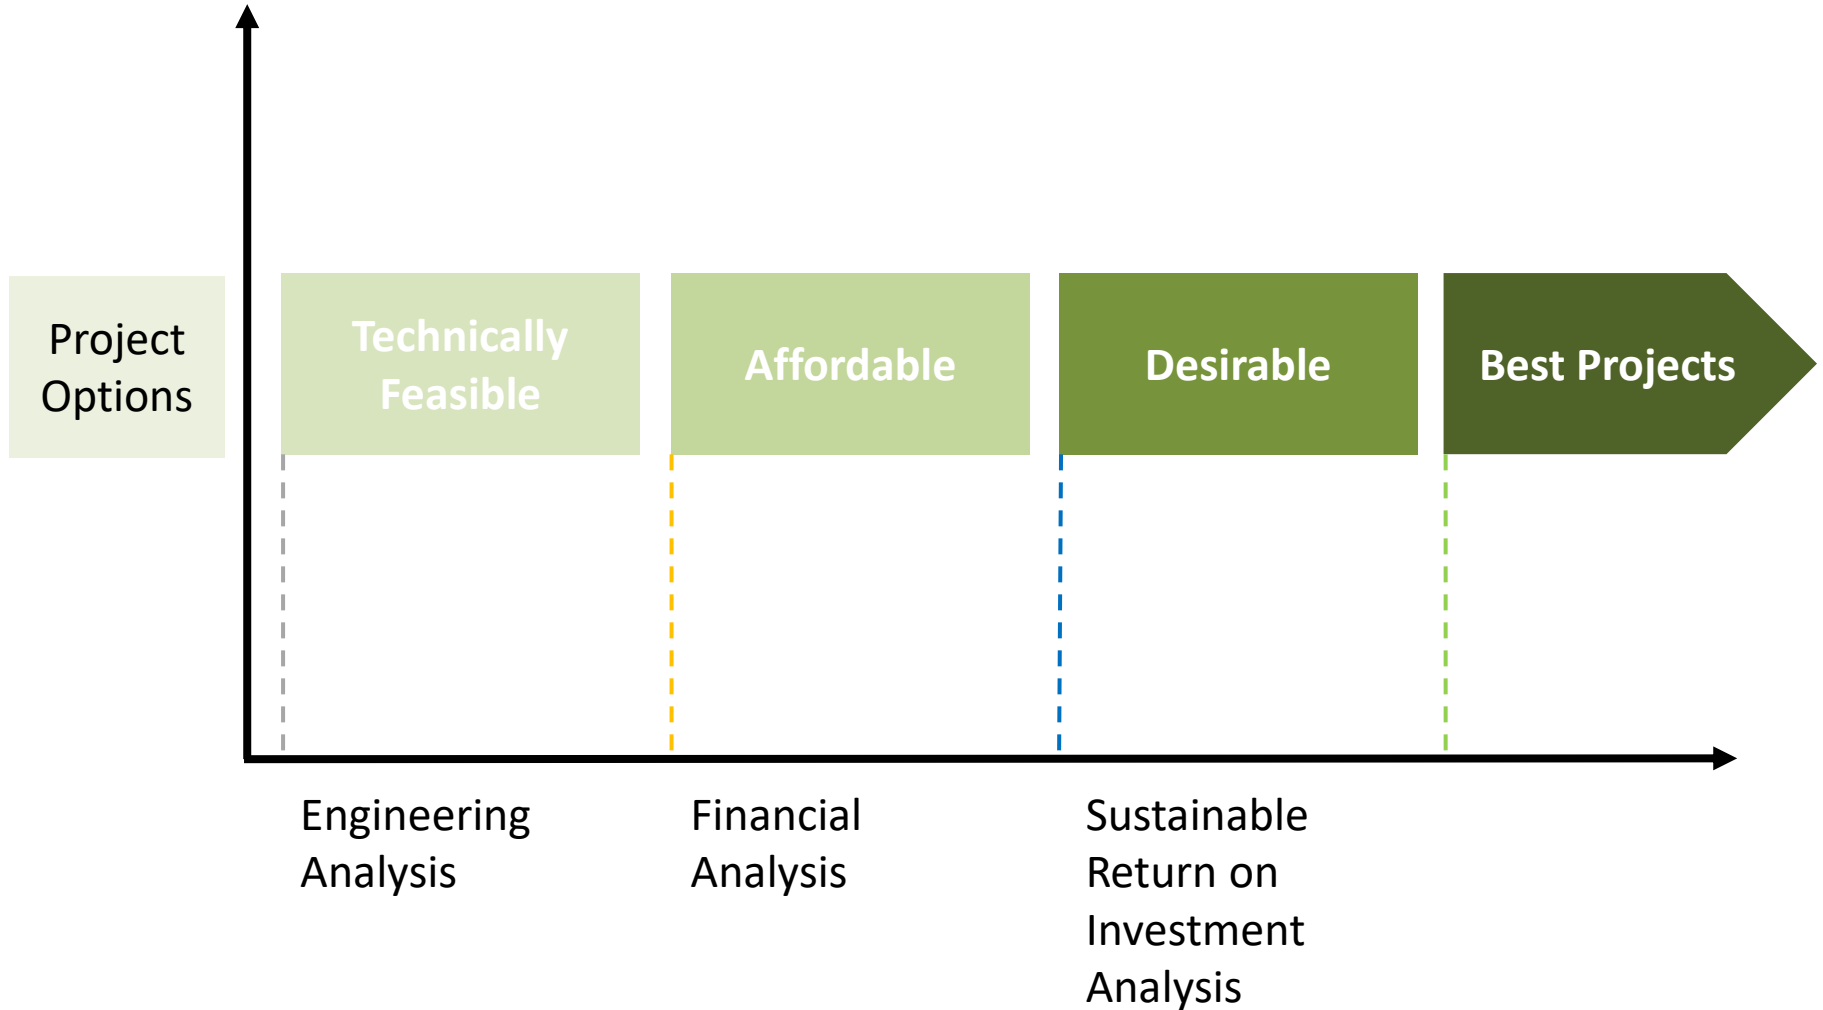 Project
Options
Technically
Feasible
Affordable
Desirable
Best Projects
Engineering
Analysis
Financial
Analysis
Sustainable
Return on
Investment
Analysis